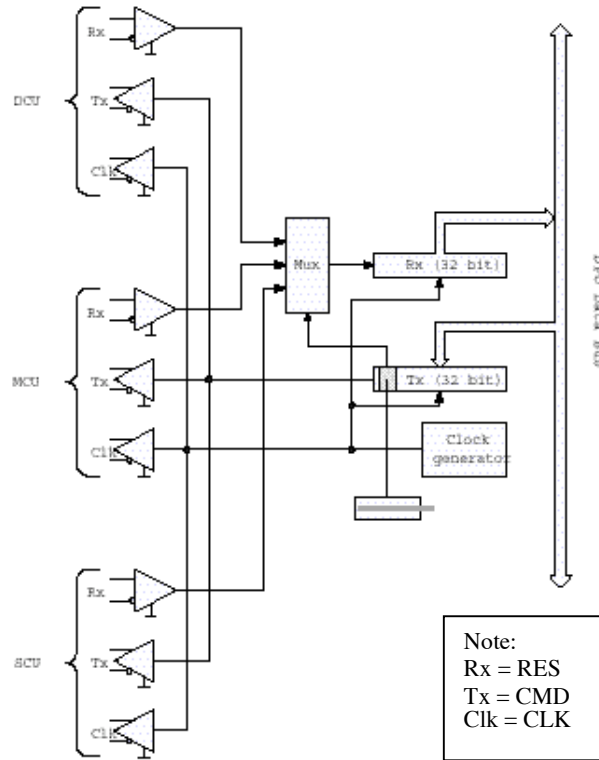 Rx
DCU
Tx
Clk
Mux
Rx (32 bit)
Rx
MCU
Tx
Tx (32 bit)
Clk
Clock
generator
Rx
SCU
Tx
Clk
Note:
Rx = RES
Tx = CMD
Clk = CLK